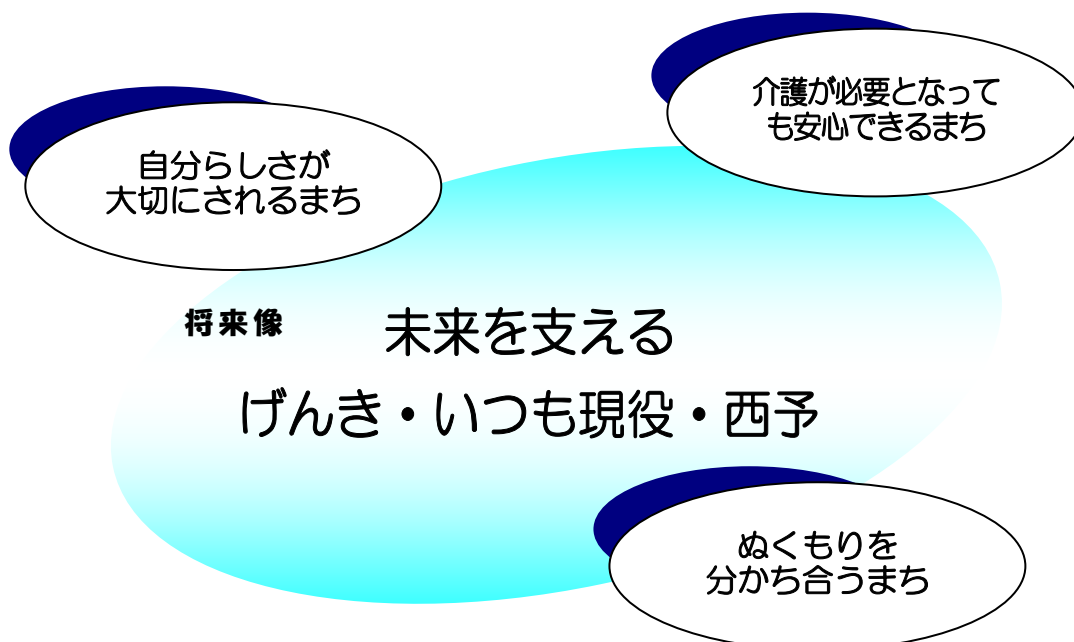 介護が必要となって
も安心できるまち
自分らしさが
大切にされるまち
将来像
未来を支える
げんき・いつも現役・西予
ぬくもりを
分かち合うまち